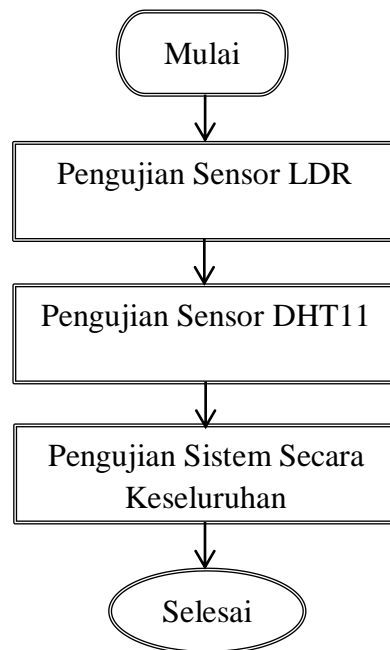 Mulai
Pengujian Sensor LDR
Pengujian Sensor DHT11
Pengujian Sistem Secara
Keseluruhan
Selesai